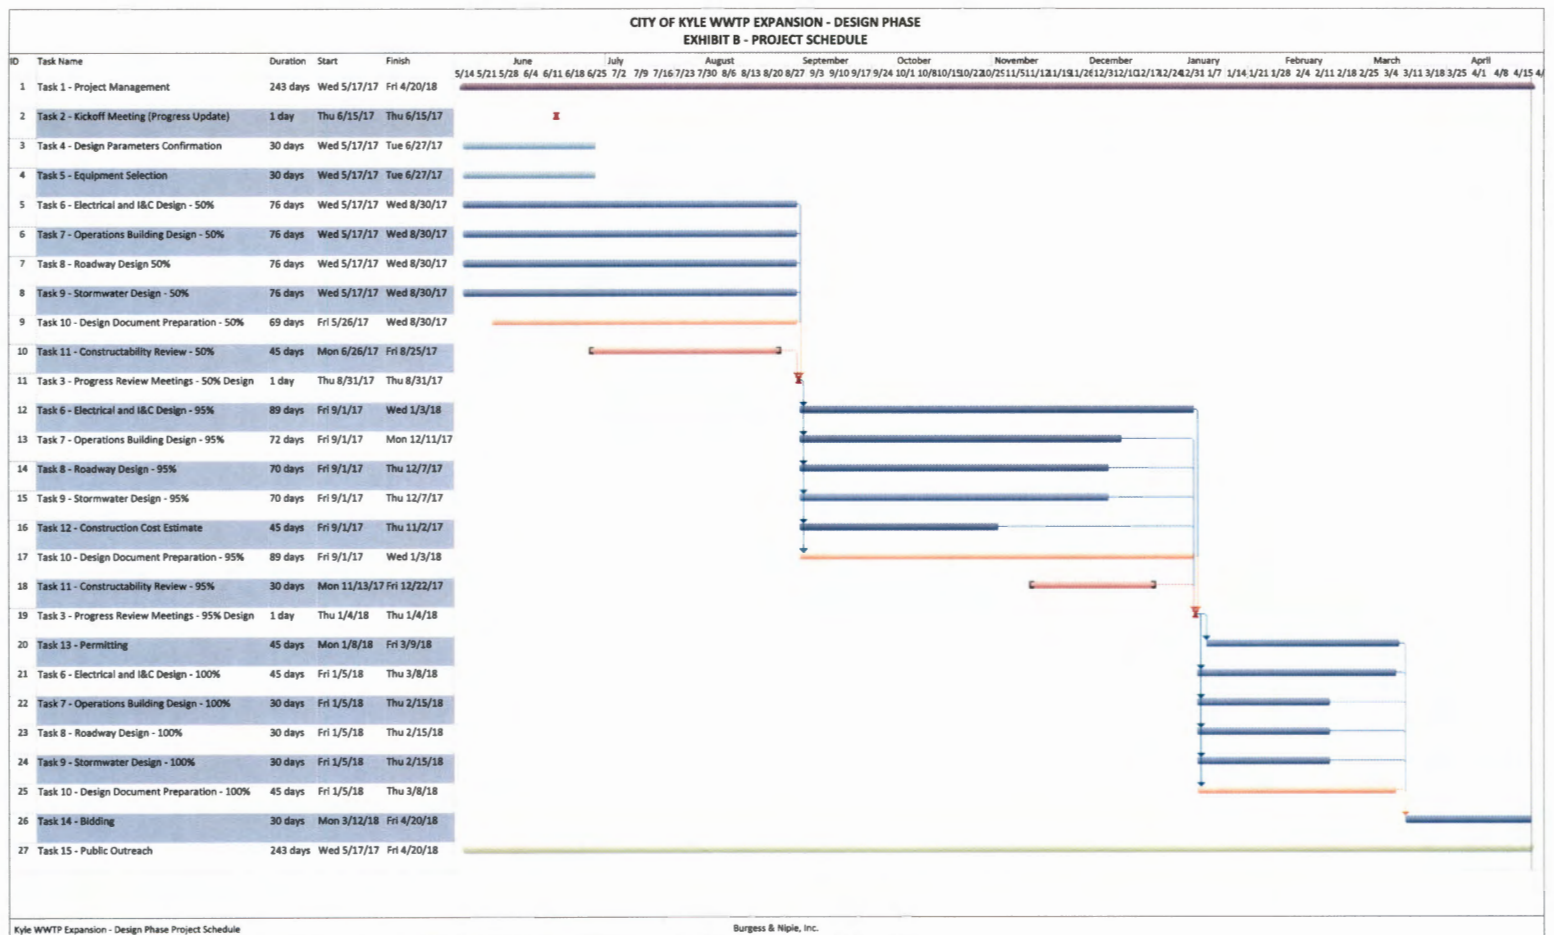 CITY OF KYLE WWTP EXPANSION - DESIGN PHASE
EXHIBIT B - PROJECT SCHEDULE
ID Task Name Duration Start Finish June July August September October November December January February March April
5/14 5/21 5/28 6/4 6/11 6/18 6/25 7/2 7/9 7/16 7/23 7/30 8/6 8/13 8/20 8/27 9/3 9/10 9/17 9/24 10/1 10/8 10/15 10/22 10/29 11/5 11/12 11/19 11/26 12/3 12/10 12/17 12/24 12/31 1/7 1/14 1/21 1/28 2/4 2/11 2/18 2/25 3/4 3/11 3/18 3/25 4/1 4/8 4/15
1 Task 1 - Project Management 243 days Wed 5/17/17 Fri 4/20/18
2 Task 2 - Kickoff Meeting (Progress Update) 1 day Thu 6/15/17 Thu 6/15/17
3 Task 4 - Design Parameters Confirmation 30 days Wed 5/17/17 Tue 6/27/17
4 Task 5 - Equipment Selection 30 days Wed 5/17/17 Tue 6/27/17
5 Task 6 - Electrical and I&C Design - 50% 76 days Wed 5/17/17 Wed 8/30/17
6 Task 7 - Operations Building Design - 50% 76 days Wed 5/17/17 Wed 8/30/17
7 Task 8 - Roadway Design 50% 76 days Wed 5/17/17 Wed 8/30/17
8 Task 9 - Stormwater Design - 50% 76 days Wed 5/17/17 Wed 8/30/17
9 Task 10 - Design Document Preparation - 50% 69 days Fri 5/26/17 Wed 8/30/17
10 Task 11 - Constructability Review - 50% 45 days Mon 6/26/17 Fri 8/25/17
11 Task 3 - Progress Review Meetings - 50% Design 1 day Thu 8/31/17 Thu 8/31/17
12 Task 6 - Electrical and I&C Design - 95% 89 days Fri 9/1/17 Wed 1/3/18
13 Task 7 - Operations Building Design - 95% 72 days Fri 9/1/17 Mon 12/11/17
14 Task 8 - Roadway Design - 95% 70 days Fri 9/1/17 Thu 12/7/17
15 Task 9 - Stormwater Design - 95% 70 days Fri 9/1/17 Thu 12/7/17
16 Task 12 - Construction Cost Estimate 45 days Fri 9/1/17 Thu 11/2/17
17 Task 10 - Design Document Preparation - 95% 89 days Fri 9/1/17 Wed 1/3/18
18 Task 11 - Constructability Review - 95% 30 days Mon 11/13/17 Fri 12/22/17
19 Task 3 - Progress Review Meetings - 95% Design 1 day Thu 1/4/18 Thu 1/4/18
20 Task 13 - Permitting 45 days Mon 1/8/18 Fri 3/9/18
21 Task 6 - Electrical and I&C Design - 100% 45 days Fri 1/5/18 Thu 3/8/18
22 Task 7 - Operations Building Design - 100% 30 days Fri 1/5/18 Thu 2/15/18
23 Task 8 - Roadway Design - 100% 30 days Fri 1/5/18 Thu 2/15/18
24 Task 9 - Stormwater Design - 100% 30 days Fri 1/5/18 Thu 2/15/18
25 Task 10 - Design Document Preparation - 100% 45 days Fri 1/5/18 Thu 3/8/18
26 Task 14 - Bidding 30 days Mon 3/12/18 Fri 4/20/18
27 Task 15 - Public Outreach 243 days Wed 5/17/17 Fri 4/20/18
Kyle WWTP Expansion - Design Phase Project Schedule Burgess & Niple, Inc.